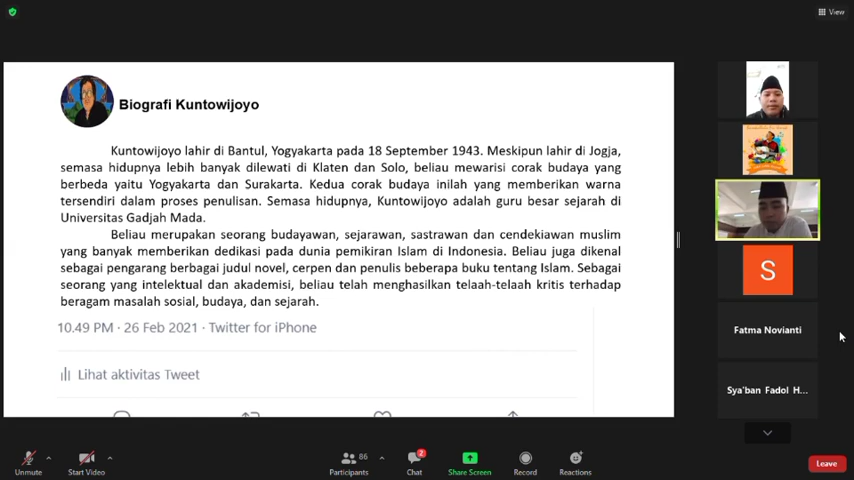 View
Biografi Kuntowijoyo
Kuntowijoyo lahir di Bantul, Yogyakarta pada 18 September 1943. Meskipun lahir di Jogja,
semasa hidupnya lebih banyak dilewati di Klaten dan Solo, beliau mewarisi corak budaya yang
berbeda yaitu Yogyakarta dan Surakarta. Kedua corak budaya inilah yang memberikan warna
tersendiri dalam proses penulisan. Semasa hidupnya, Kuntowijoyo adalah guru besar sejarah di
Universitas Gadjah Mada.
Beliau merupakan seorang budayawan, sejarawan, sastrawan dan cendekiawan muslim
yang banyak memberikan dedikasi pada dunia pemikiran Islam di Indonesia. Beliau juga dikenal
sebagai pengarang berbagai judul novel, cerpen dan penulis beberapa buku tentang Islam. Sebagai
seorang yang intelektual dan akademisi, beliau telah menghasilkan telaah-telaah kritis terhadap
beragam masalah sosial, budaya, dan sejarah.
10.49 PM · 26 Feb 2021 · Twitter for iPhone
Lihat aktivitas Tweet
S
Fatma Novianti
Sya'ban Fadol H...
Unmute
Start Video
86
Participants
2
Chat
Share Screen
Record
Reactions
Leave